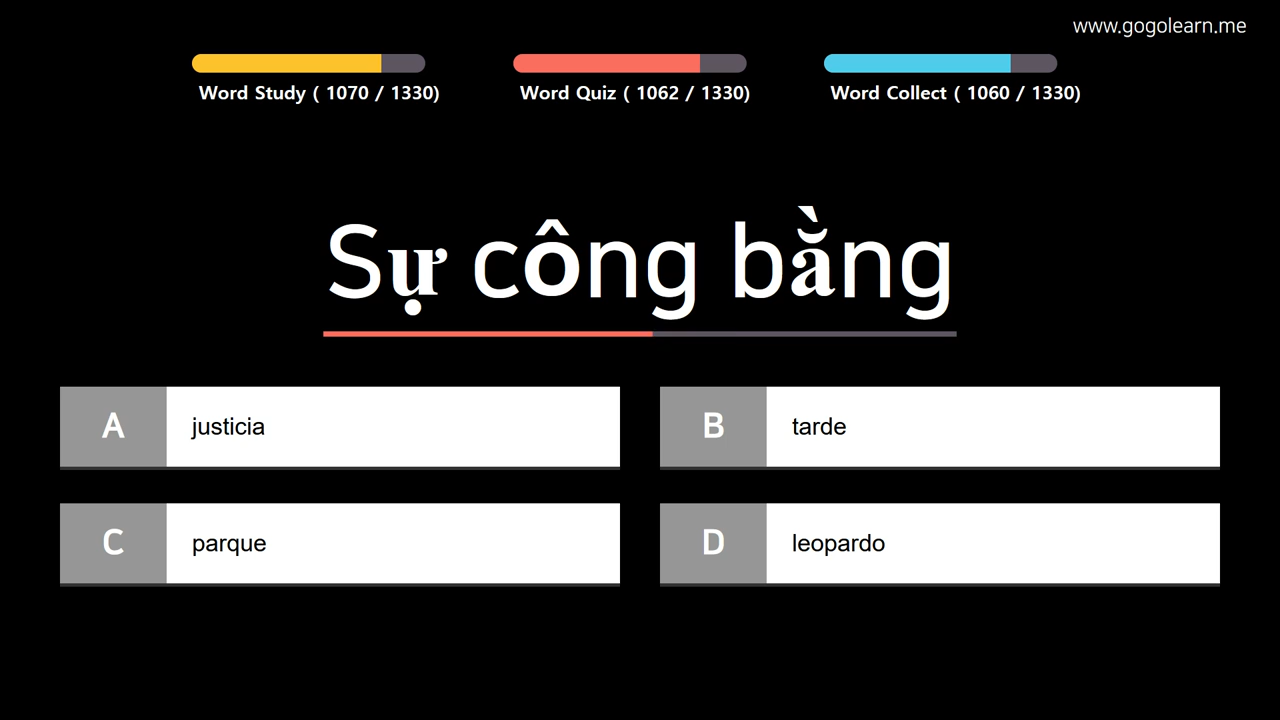 www.gogolearn.me
Word Study ( 1070 / 1330)
Word Quiz ( 1062 / 1330)
Word Collect ( 1060 / 1330)
Sự công bằng
A justicia
B tarde
C parque
D leopardo